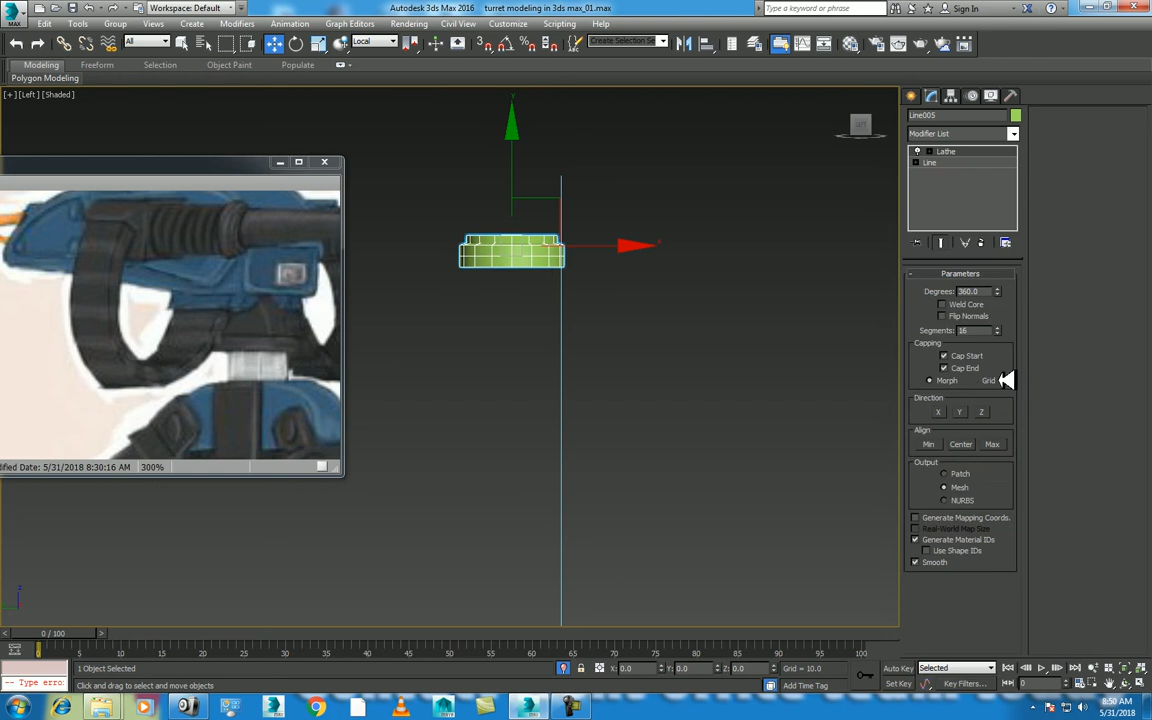 Workspace: Default
Autodesk 3ds Max 2016    turret modeling in 3ds max_01.max
Type a keyword or phrase
Sign In
MAX
Edit Tools Group Views Create Modifiers Animation Graph Editors Rendering Civil View Customize Scripting Help
All
Local
Create Selection Se
Modeling Freeform Selection Object Paint Populate
Polygon Modeling
[+] [Left] [Shaded]
LEFT
Line005
Modifier List
Lathe
Line
Parameters
Degrees: 360.0
Weld Core
Flip Normals
Segments: 16
Capping
Cap Start
Cap End
Morph Grid
Direction
X Y Z
Align
Min Center Max
Output
Patch
Mesh
NURBS
Generate Mapping Coords.
Real-World Map Size
Generate Material IDs
Use Shape IDs
Smooth
dified Date: 5/31/2018 8:30:16 AM 300%
y
x
z
0 / 100
5 10 15 20 25 30 35 40 45 50 55 60 65 70 75 80 85 90 95 100
1 Object Selected
X: 0.0 Y: 0.0 Z: 0.0 Grid = 10.0
Auto Key Selected
-- Type erro
Click and drag to select and move objects
Add Time Tag
Set Key Key Filters... 0
8:50 AM
5/31/2018